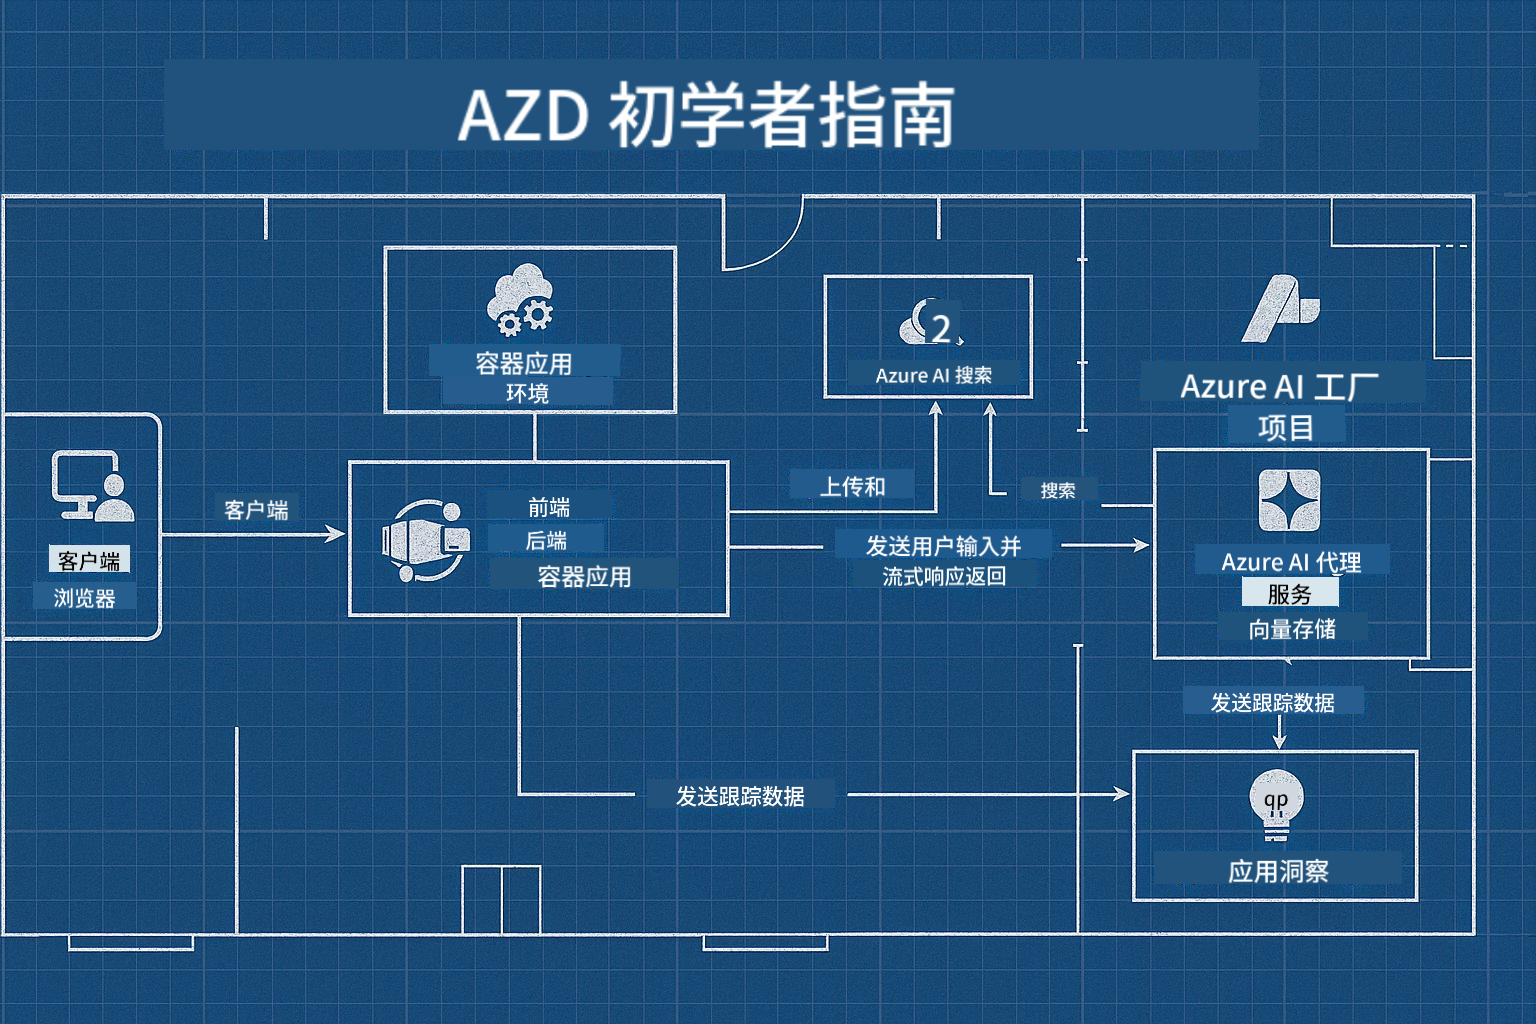 AZD 初学者指南
容器应用
环境
2
Azure AI 搜索
Azure AI 工厂
项目
客户端
浏览器
客户端
前端
后端
容器应用
上传和
搜索
发送用户输入并
流式响应返回
Azure AI 代理
服务
向量存储
发送跟踪数据
发送跟踪数据
qp
应用洞察